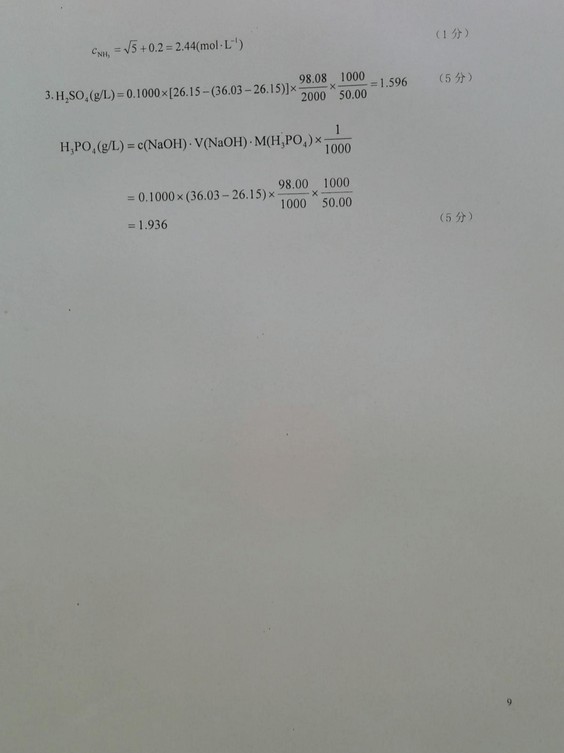 c_NH₃ = √5 + 0.2 = 2.44(mol·L⁻¹) （1分）
3. H₂SO₄(g/L) = 0.1000×[26.15−(36.03−26.15)]×98.08/2000×1000/50.00=1.596 （5分）
H₃PO₄(g/L) = c(NaOH)·V(NaOH)·M(H₃PO₄)×1/1000
= 0.1000×(36.03−26.15)×98.00/1000×1000/50.00
= 1.936 （5分）
9